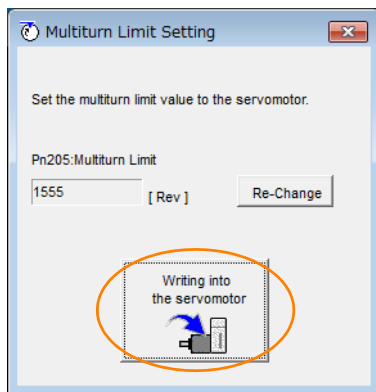 Multiturn Limit Setting
Set the multiturn limit value to the servomotor.
Pn205:Multiturn Limit
1555 [ Rev ] Re-Change
Writing into
the servomotor